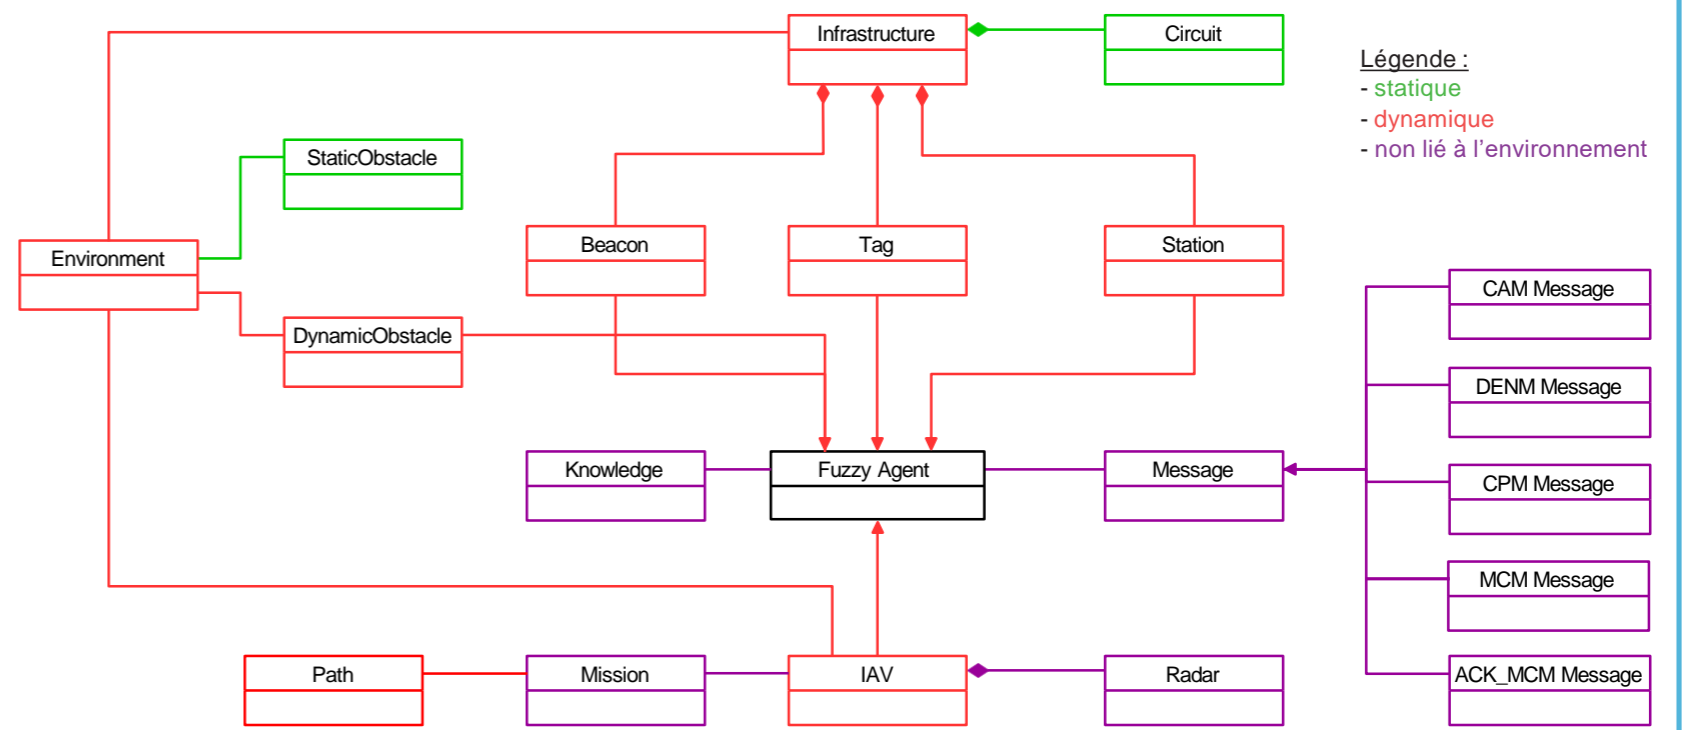 Infrastructure
Circuit
Légende :
- statique
- dynamique
- non lié à l'environnement
StaticObstacle
Environment
Beacon
Tag
Station
CAM Message
DynamicObstacle
DENM Message
Knowledge
Fuzzy Agent
Message
CPM Message
MCM Message
Path
Mission
IAV
Radar
ACK_MCM Message